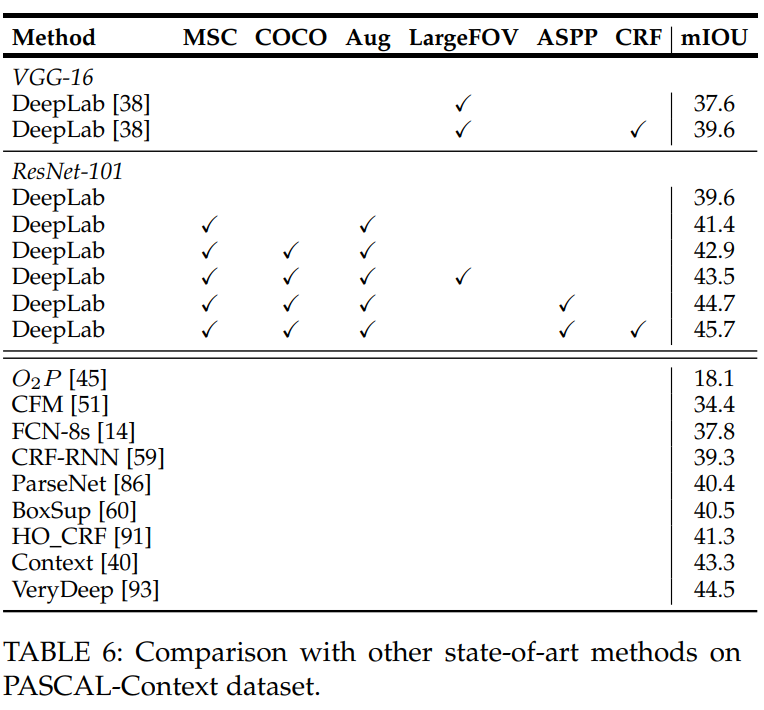 Method MSC COCO Aug LargeFOV ASPP CRF mIOU
VGG-16
DeepLab [38] ✓ 37.6
DeepLab [38] ✓ ✓ 39.6
ResNet-101
DeepLab 39.6
DeepLab ✓ ✓ 41.4
DeepLab ✓ ✓ ✓ 42.9
DeepLab ✓ ✓ ✓ ✓ 43.5
DeepLab ✓ ✓ ✓ ✓ 44.7
DeepLab ✓ ✓ ✓ ✓ ✓ 45.7
O₂P [45] 18.1
CFM [51] 34.4
FCN-8s [14] 37.8
CRF-RNN [59] 39.3
ParseNet [86] 40.4
BoxSup [60] 40.5
HO_CRF [91] 41.3
Context [40] 43.3
VeryDeep [93] 44.5
TABLE 6: Comparison with other state-of-art methods on
PASCAL-Context dataset.